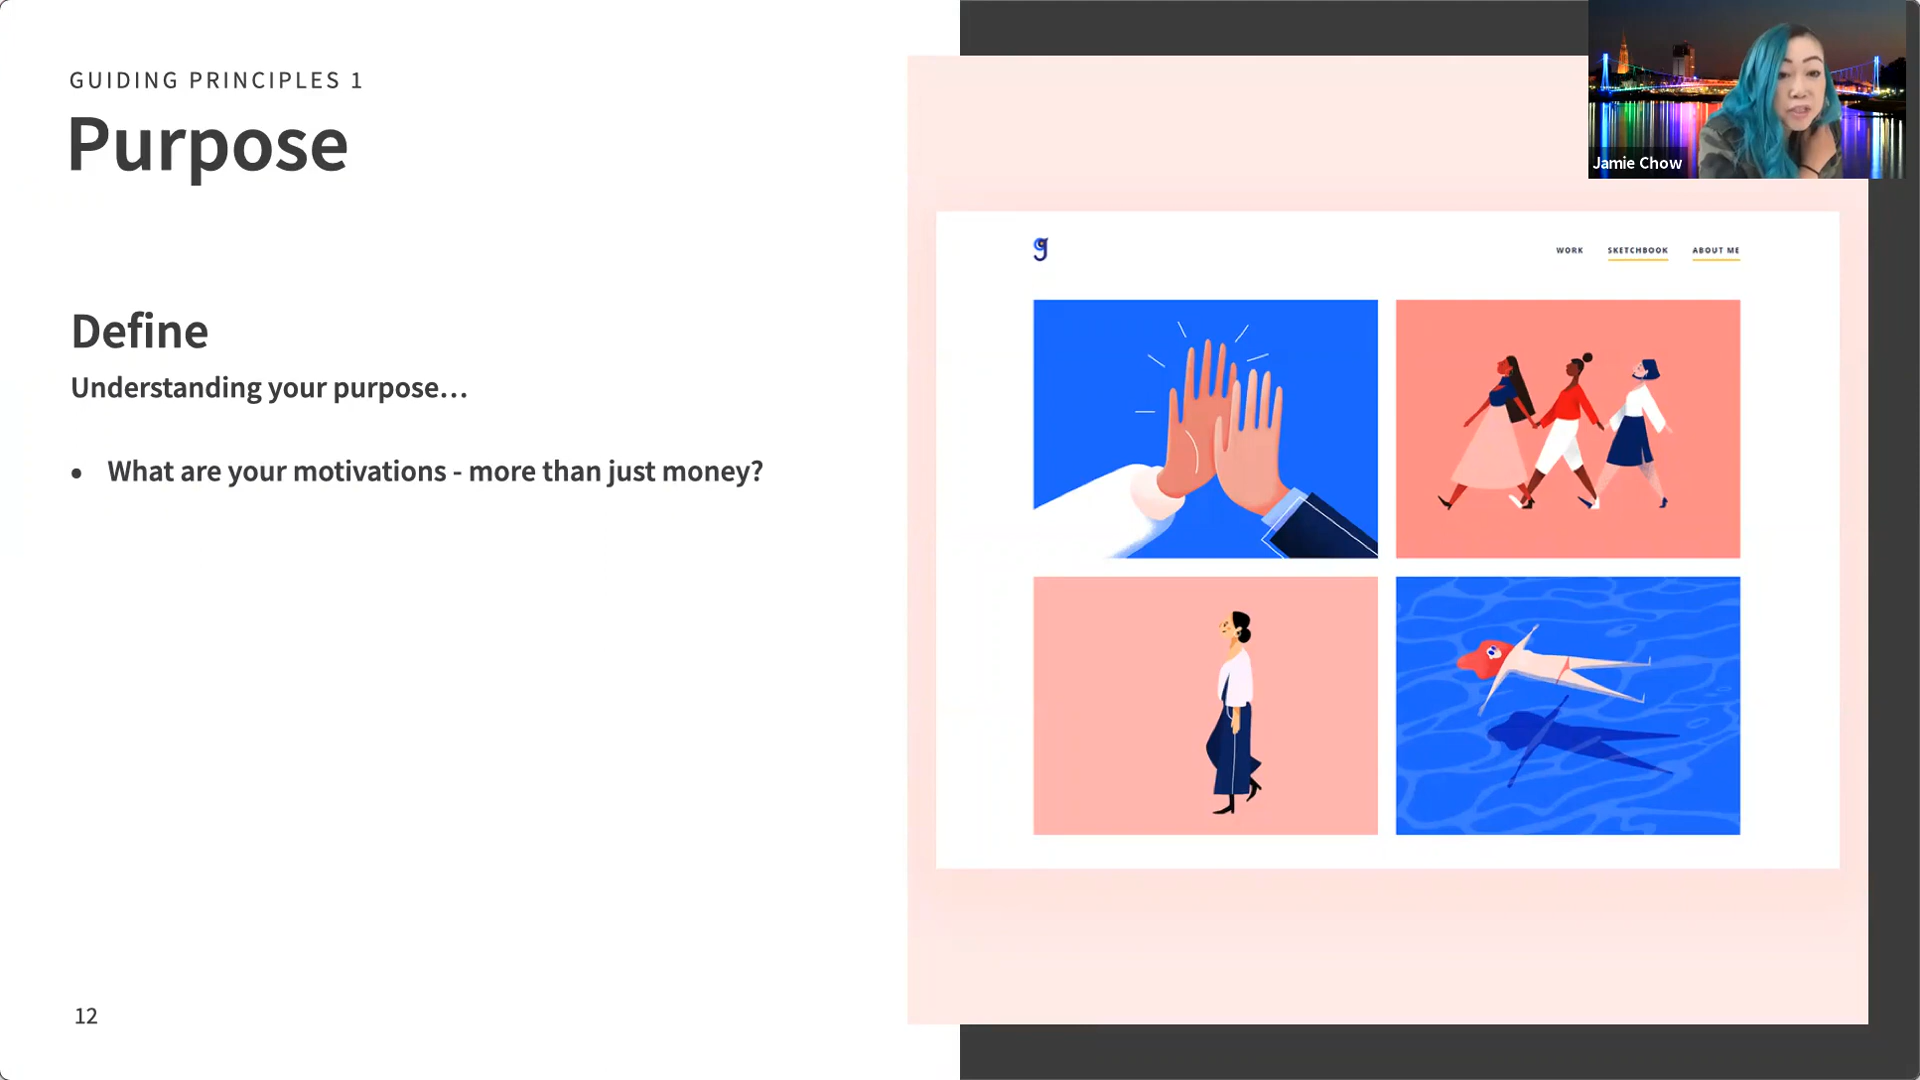 GUIDING PRINCIPLES 1
Purpose
Define
Understanding your purpose...
• What are your motivations - more than just money?
12
Jamie Chow
g
WORK SKETCHBOOK ABOUT ME